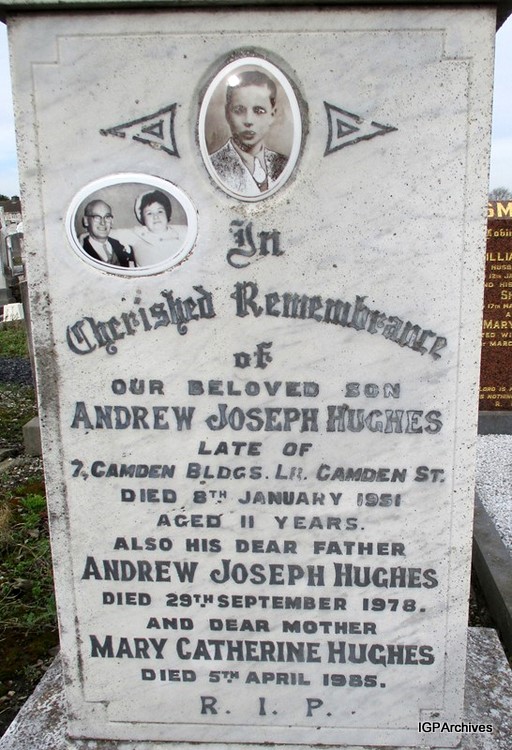 In
Cherished Remembrance
of
OUR BELOVED SON
ANDREW JOSEPH HUGHES
LATE OF
7, CAMDEN BLDGS. LR. CAMDEN ST.
DIED 8TH JANUARY 1951
AGED 11 YEARS.
ALSO HIS DEAR FATHER
ANDREW JOSEPH HUGHES
DIED 29TH SEPTEMBER 1978.
AND DEAR MOTHER
MARY CATHERINE HUGHES
DIED 5TH APRIL 1985.
R. I. P.
MARY
IGPArchives